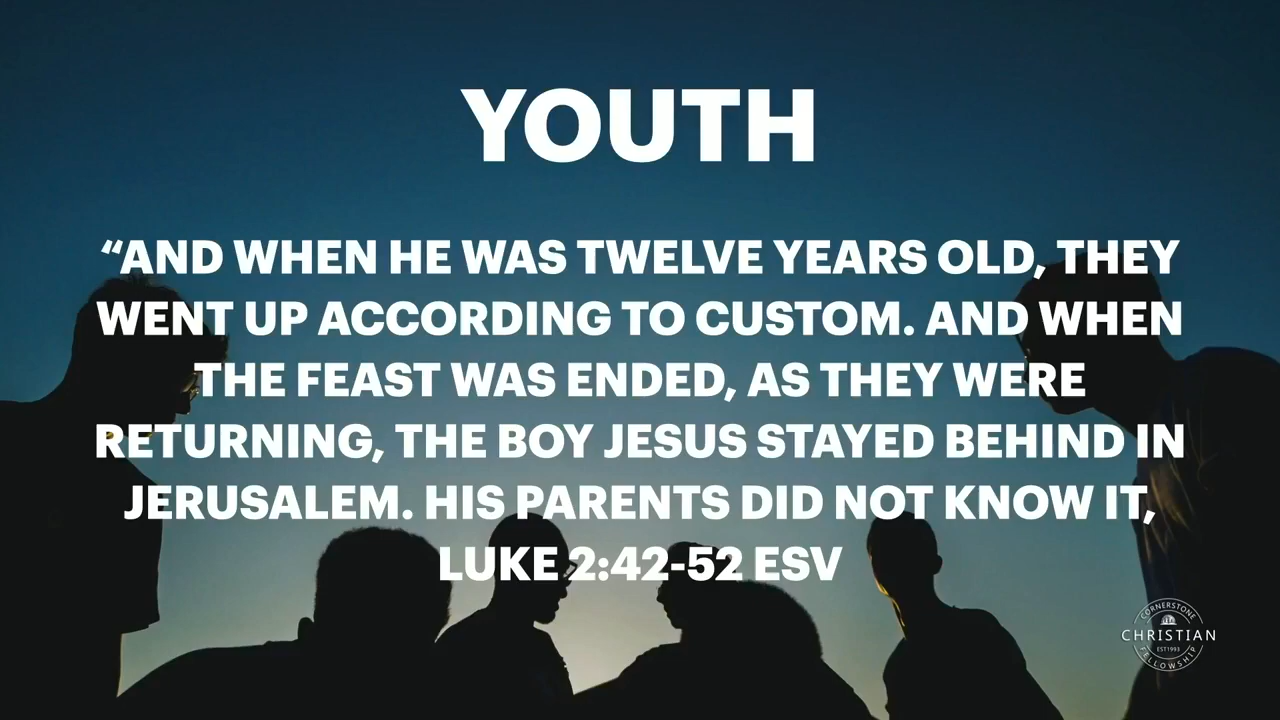 YOUTH
“AND WHEN HE WAS TWELVE YEARS OLD, THEY
WENT UP ACCORDING TO CUSTOM. AND WHEN
THE FEAST WAS ENDED, AS THEY WERE
RETURNING, THE BOY JESUS STAYED BEHIND IN
JERUSALEM. HIS PARENTS DID NOT KNOW IT,
LUKE 2:42-52 ESV
CORNERSTONE
CHRISTIAN
EST1993
FELLOWSHIP